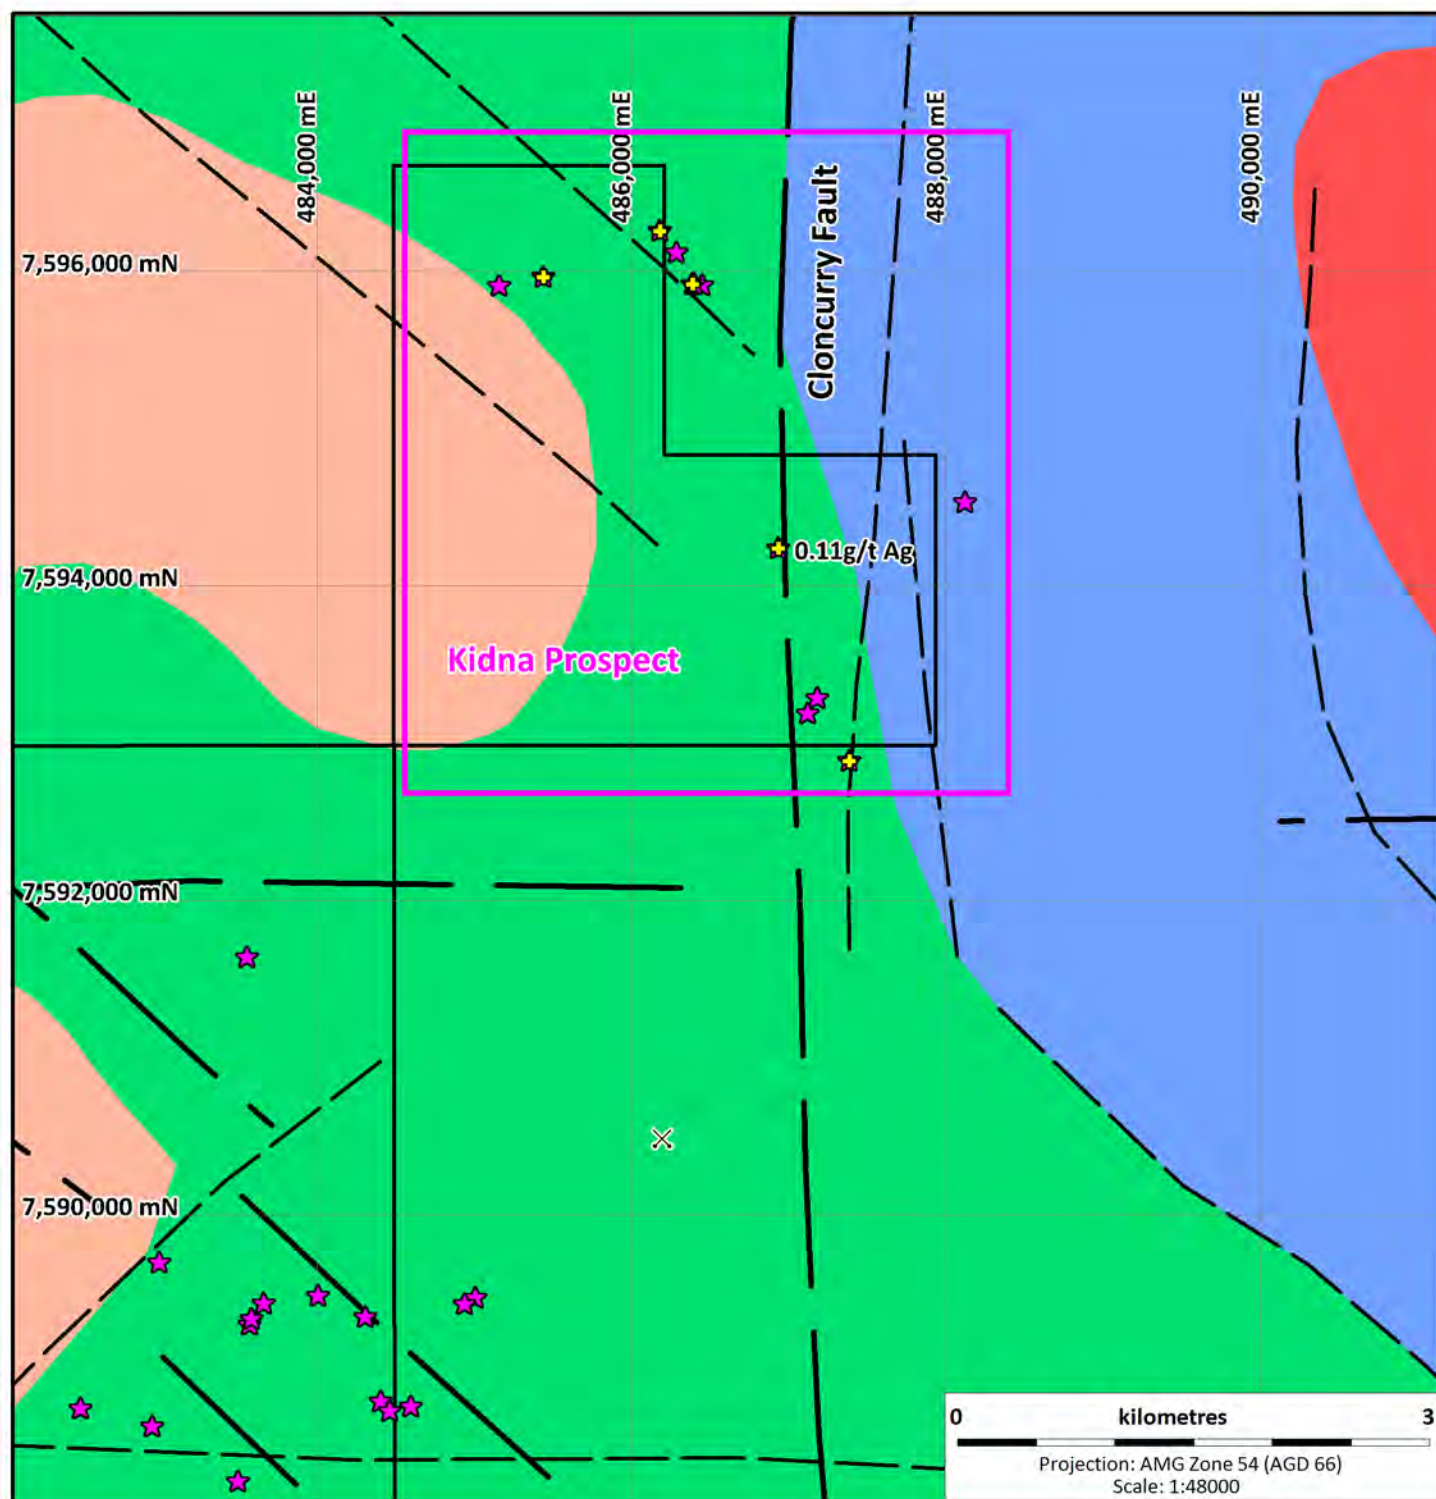 484,000 mE
486,000 mE
488,000 mE
490,000 mE
Cloncurry Fault
7,596,000 mN
0.11g/t Ag
7,594,000 mN
Kidna Prospect
7,592,000 mN
7,590,000 mN
0 kilometres 3
Projection: AMG Zone 54 (AGD 66)
Scale: 1:48000